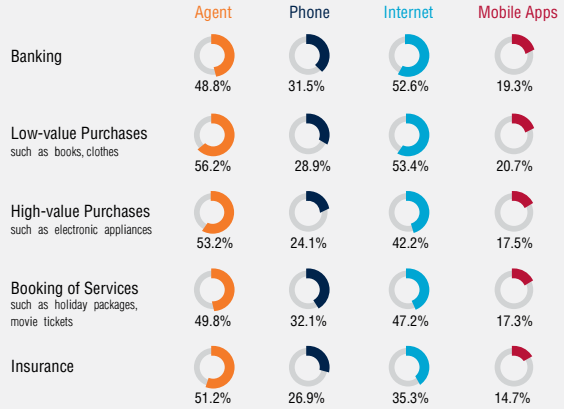 Agent Phone Internet Mobile Apps
Banking
48.8% 31.5% 52.6% 19.3%
Low-value Purchases
such as books, clothes
56.2% 28.9% 53.4% 20.7%
High-value Purchases
such as electronic appliances
53.2% 24.1% 42.2% 17.5%
Booking of Services
such as holiday packages,
movie tickets
49.8% 32.1% 47.2% 17.3%
Insurance
51.2% 26.9% 35.3% 14.7%